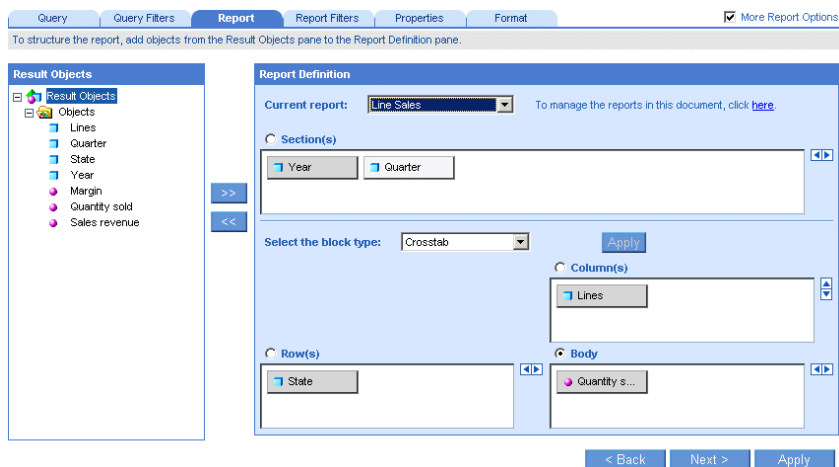 Query Query Filters Report Report Filters Properties Format More Report Options
To structure the report, add objects from the Result Objects pane to the Report Definition pane.
Result Objects
Result Objects
Objects
Lines
Quarter
State
Year
Margin
Quantity sold
Sales revenue
>>
<<
Report Definition
Current report: Line Sales To manage the reports in this document, click here.
Section(s)
Year Quarter
Select the block type: Crosstab Apply
Column(s)
Lines
Row(s)
State
Body
Quantity s...
< Back Next > Apply